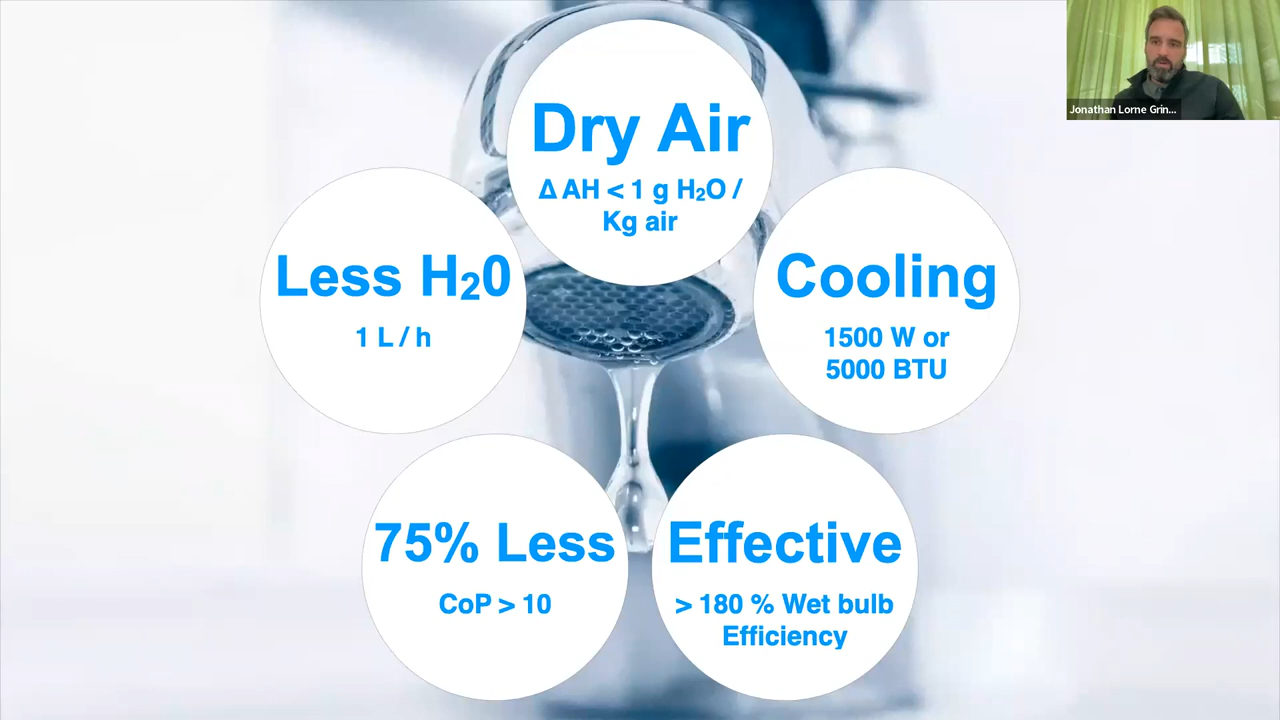 Dry Air
Δ AH < 1 g H₂O /
Kg air
Less H₂0
1 L / h
Cooling
1500 W or
5000 BTU
75% Less
CoP > 10
Effective
> 180 % Wet bulb
Efficiency
Jonathan Lorne Grin...